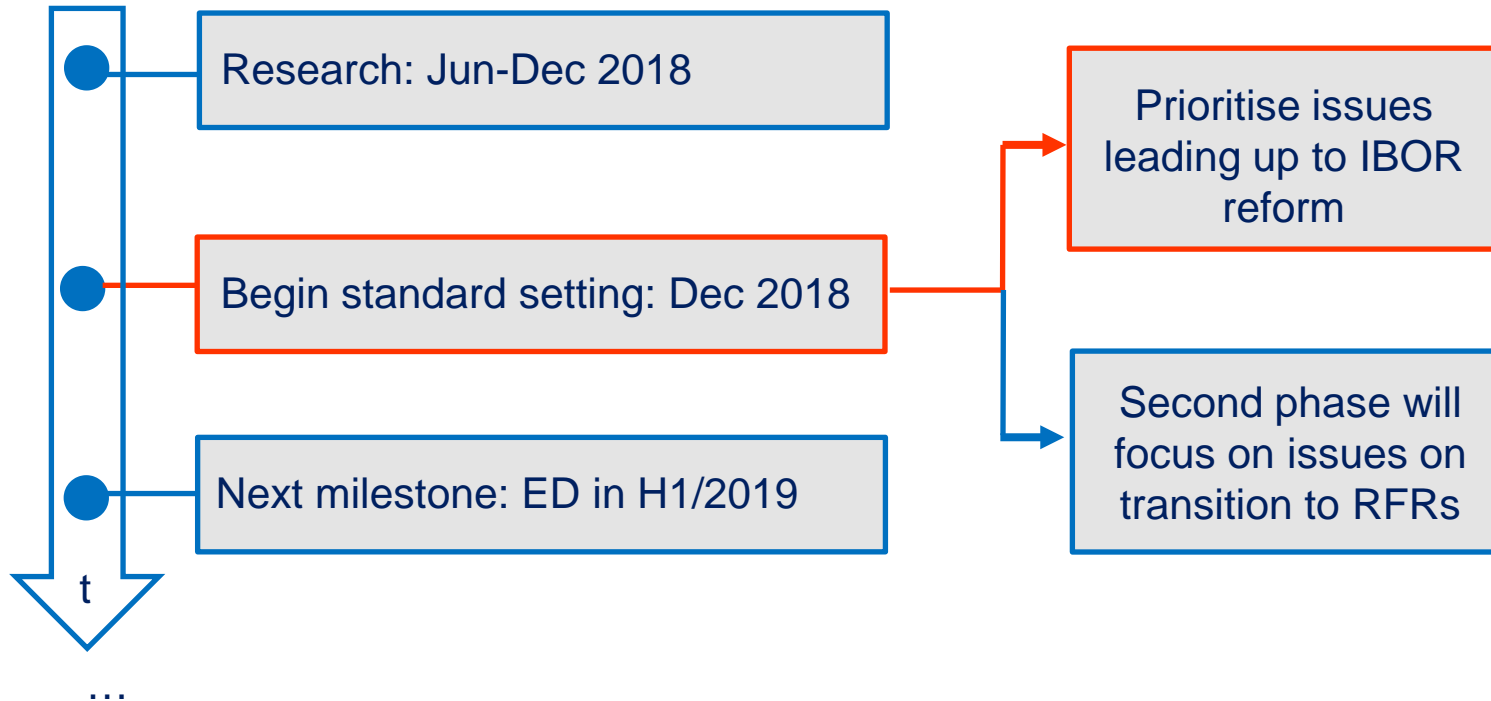 Research: Jun-Dec 2018
Prioritise issues
leading up to IBOR
reform
Begin standard setting: Dec 2018
Second phase will
focus on issues on
transition to RFRs
Next milestone: ED in H1/2019
t
…